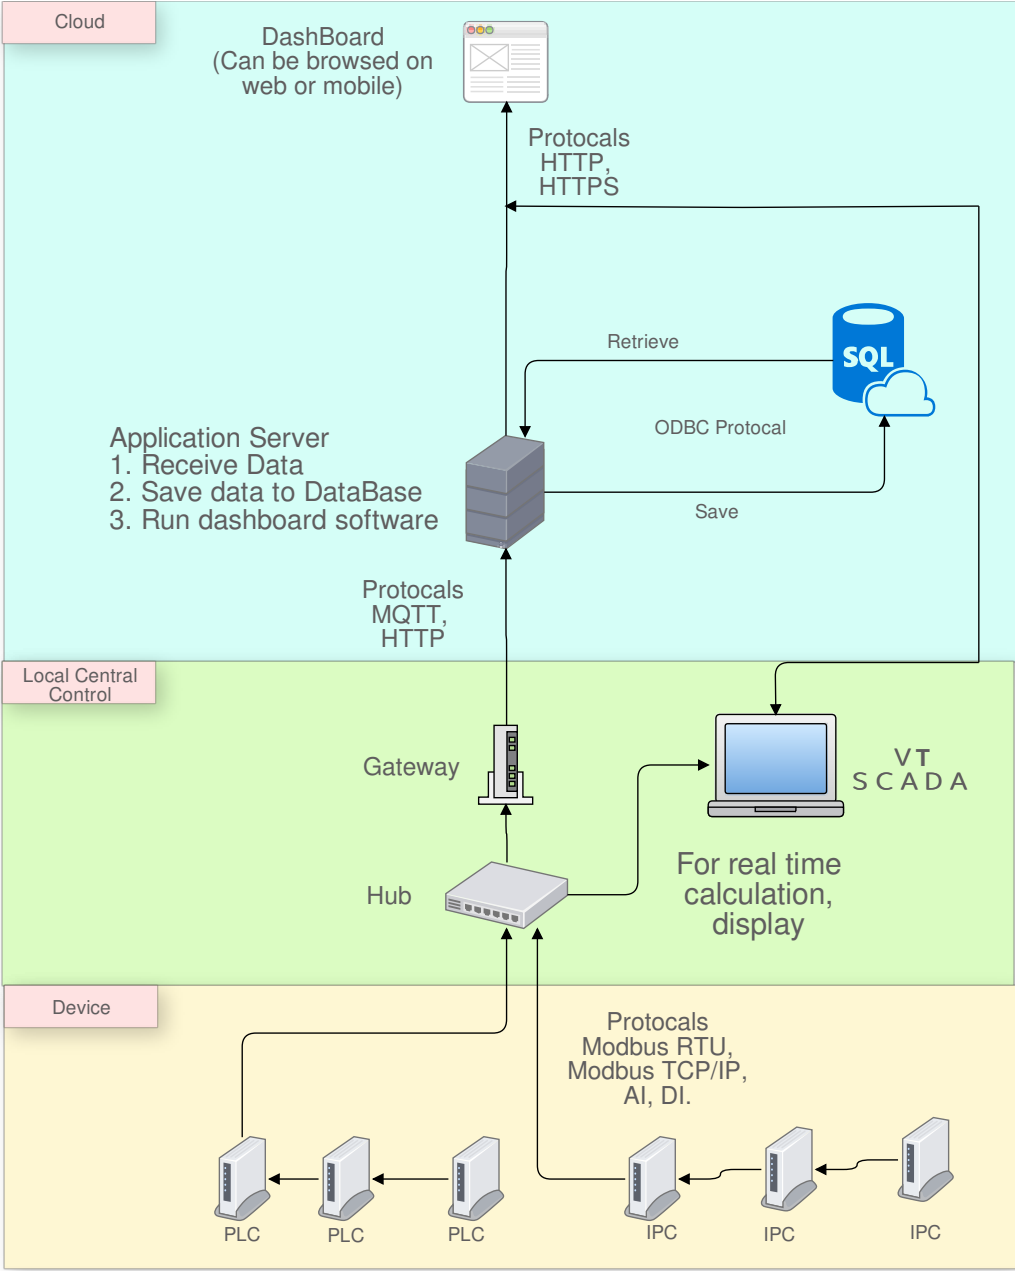 Cloud
DashBoard
(Can be browsed on
web or mobile)
Protocals
HTTP,
HTTPS
Retrieve
SQL
ODBC Protocal
Application Server
1. Receive Data
2. Save data to DataBase
3. Run dashboard software
Save
Protocals
MQTT,
HTTP
Local Central
Control
Gateway
VT
SCADA
For real time
calculation,
display
Hub
Device
Protocals
Modbus RTU,
Modbus TCP/IP,
AI, DI.
PLC
PLC
PLC
IPC
IPC
IPC